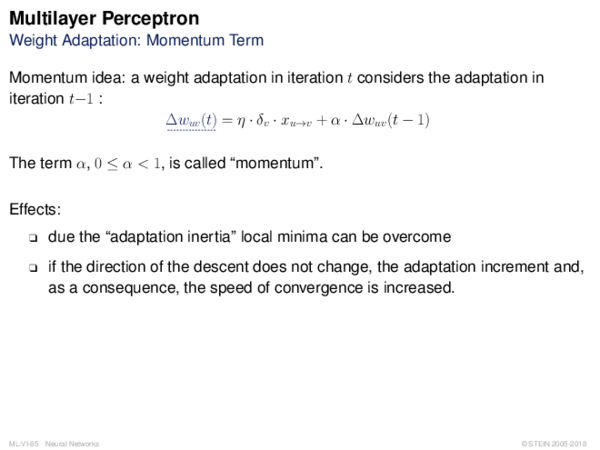 Multilayer Perceptron
Weight Adaptation: Momentum Term
Momentum idea: a weight adaptation in iteration t considers the adaptation in
iteration t−1 :
Δw_uv(t) = η · δ_v · x_u→v + α · Δw_uv(t − 1)
The term α, 0 ≤ α < 1, is called “momentum”.
Effects:
❑ due the “adaptation inertia” local minima can be overcome
❑ if the direction of the descent does not change, the adaptation increment and,
as a consequence, the speed of convergence is increased.
ML:VI-65 Neural Networks © STEIN 2005-2018